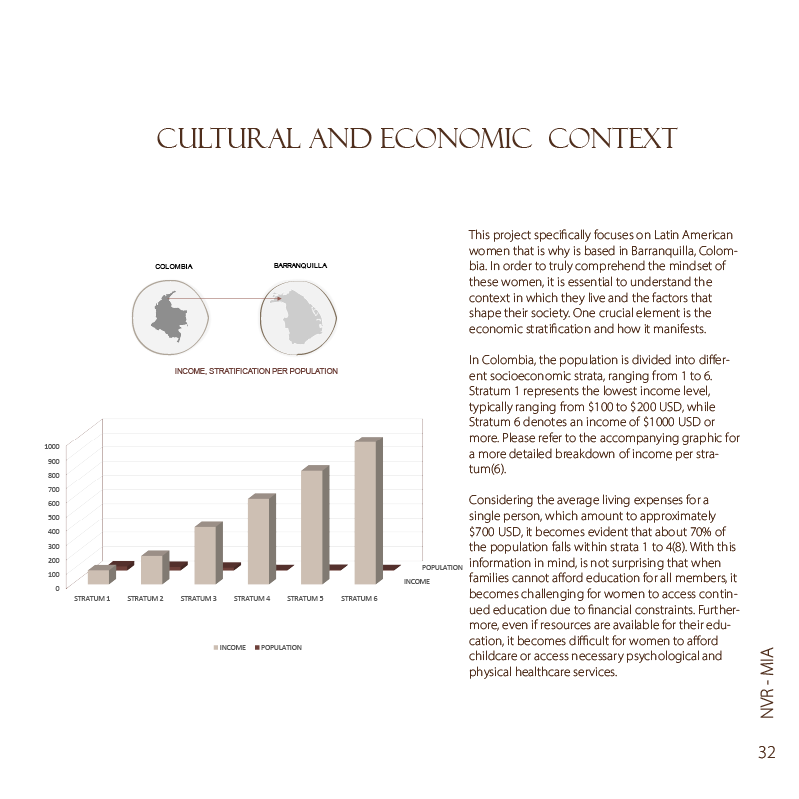 CULTURAL AND ECONOMIC CONTEXT
COLOMBIA
BARRANQUILLA
INCOME, STRATIFICATION PER POPULATION
1000
900
800
700
600
500
400
300
200
100
0
STRATUM 1
STRATUM 2
STRATUM 3
STRATUM 4
STRATUM 5
STRATUM 6
POPULATION
INCOME
INCOME
POPULATION
This project specifically focuses on Latin American
women that is why is based in Barranquilla, Colom-
bia. In order to truly comprehend the mindset of
these women, it is essential to understand the
context in which they live and the factors that
shape their society. One crucial element is the
economic stratification and how it manifests.
In Colombia, the population is divided into differ-
ent socioeconomic strata, ranging from 1 to 6.
Stratum 1 represents the lowest income level,
typically ranging from $100 to $200 USD, while
Stratum 6 denotes an income of $1000 USD or
more. Please refer to the accompanying graphic for
a more detailed breakdown of income per stra-
tum(6).
Considering the average living expenses for a
single person, which amount to approximately
$700 USD, it becomes evident that about 70% of
the population falls within strata 1 to 4(8). With this
information in mind, is not surprising that when
families cannot afford education for all members, it
becomes challenging for women to access contin-
ued education due to financial constraints. Further-
more, even if resources are available for their edu-
cation, it becomes difficult for women to afford
childcare or access necessary psychological and
physical healthcare services.
NVR - MIA
32